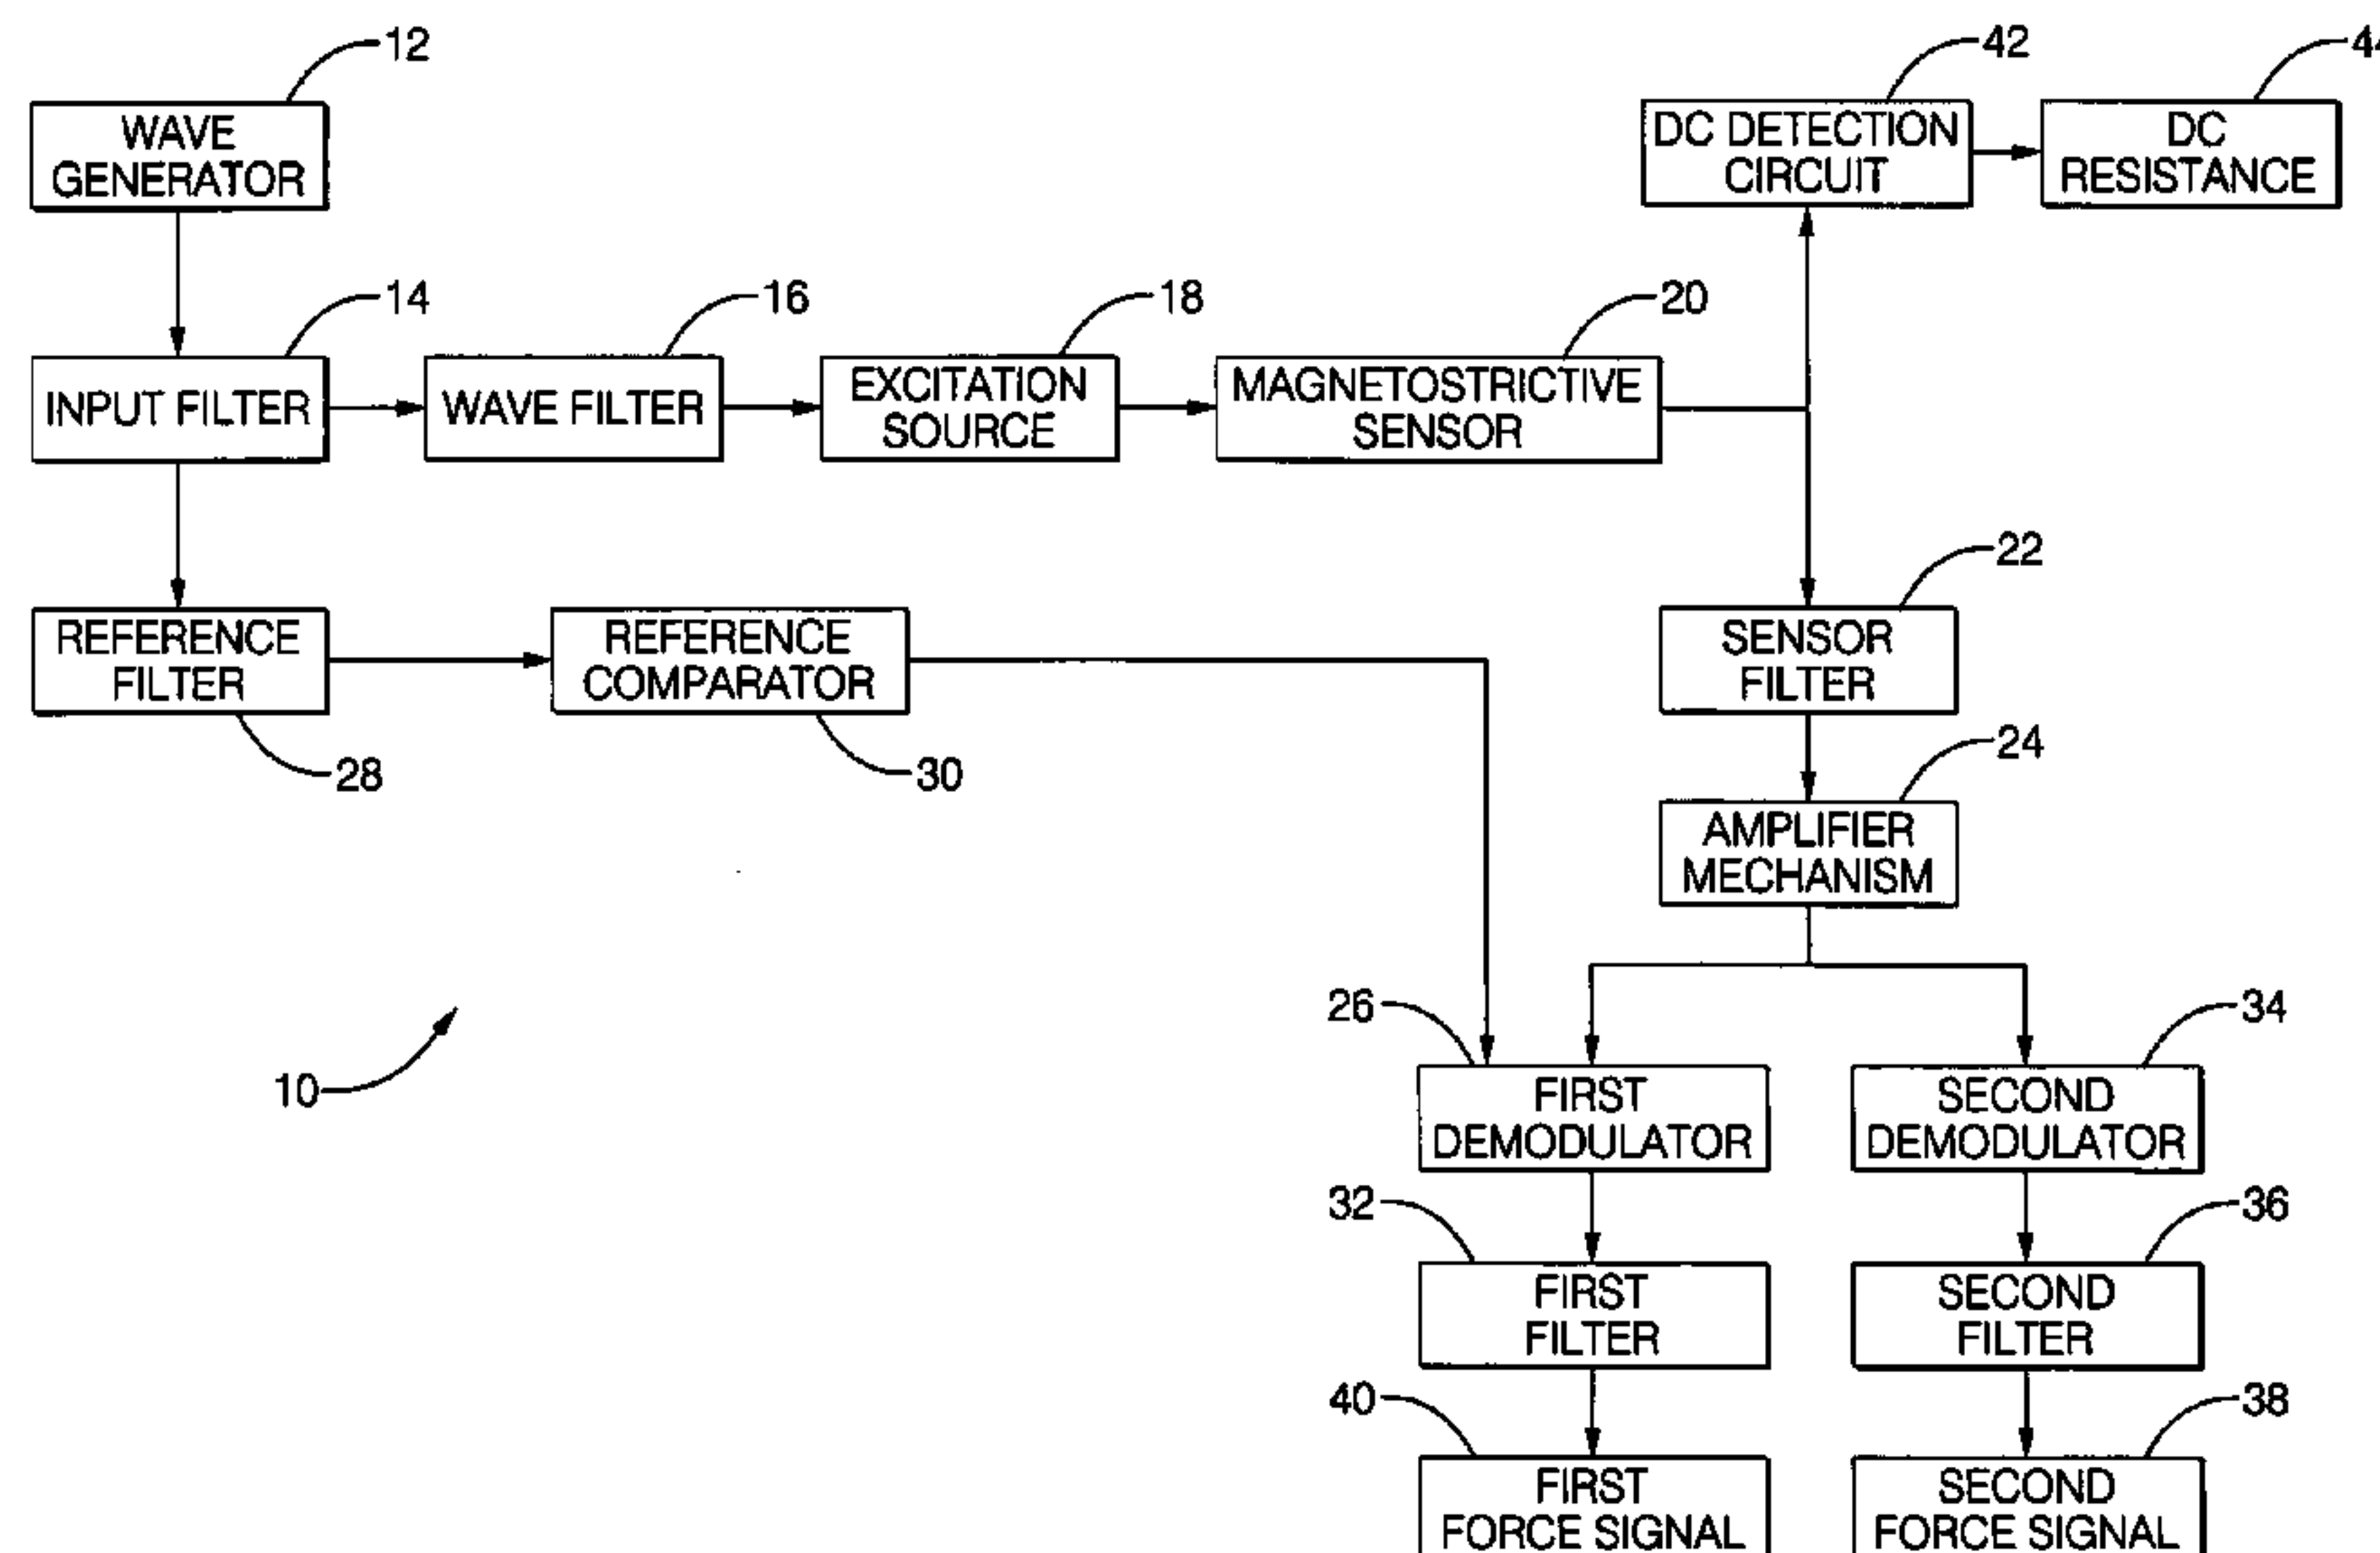 12
42
WAVE
GENERATOR
DC DETECTION
CIRCUIT
DC
RESISTANCE
14
16
18
20
INPUT FILTER
WAVE FILTER
EXCITATION
SOURCE
MAGNETOSTRICTIVE
SENSOR
22
REFERENCE
FILTER
REFERENCE
COMPARATOR
SENSOR
FILTER
28
30
24
AMPLIFIER
MECHANISM
10
26
34
FIRST
DEMODULATOR
SECOND
DEMODULATOR
32
36
FIRST
FILTER
SECOND
FILTER
40
38
FIRST
FORCE SIGNAL
SECOND
FORCE SIGNAL